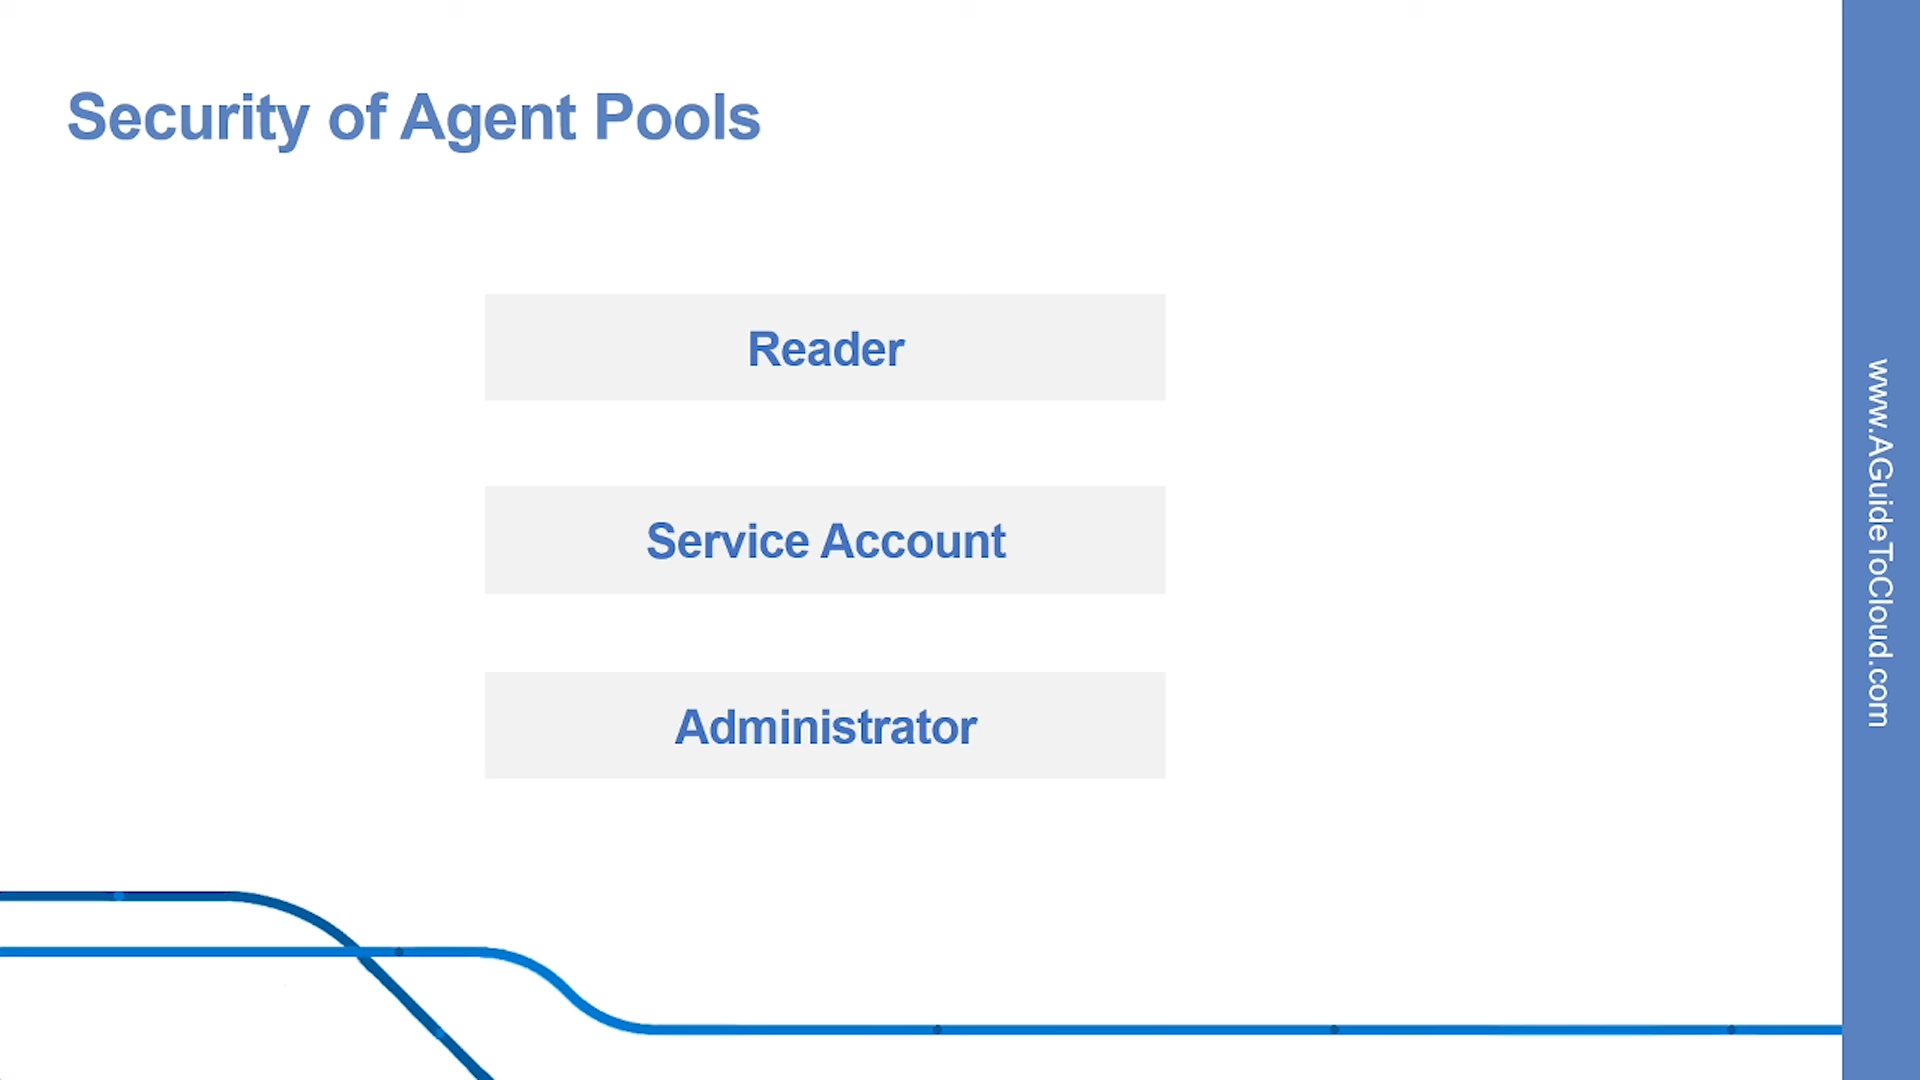 Security of Agent Pools
Reader
Service Account
Administrator
www.AGuideToCloud.com